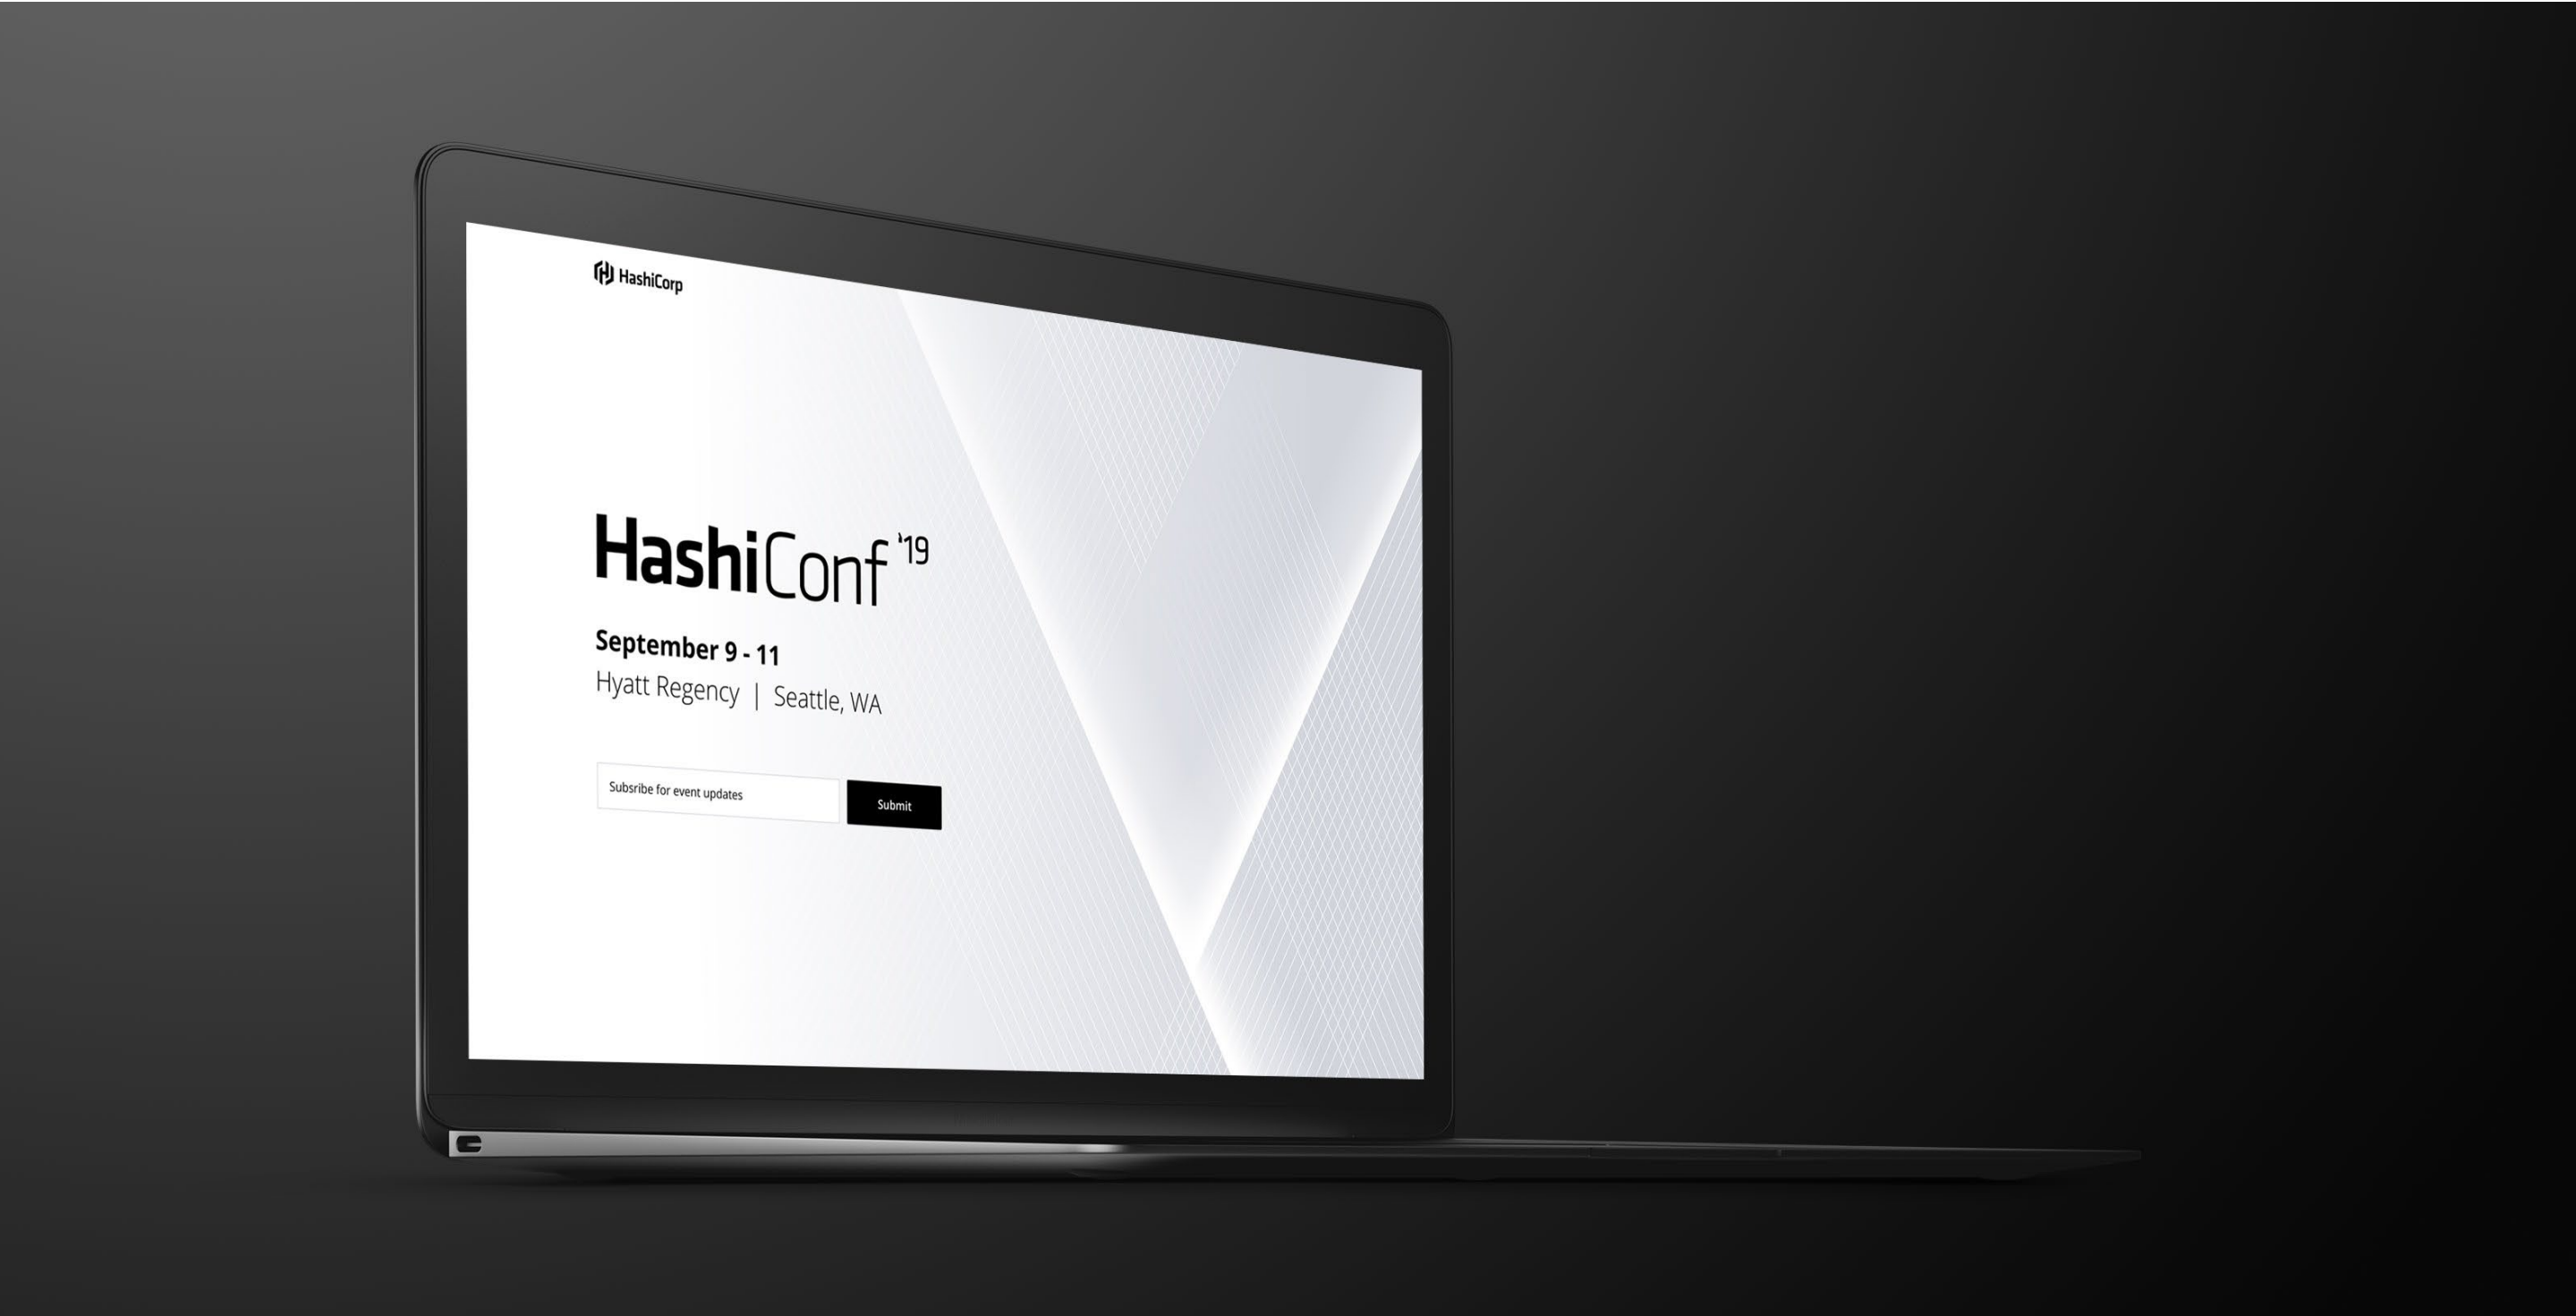 HashiCorp
HashiConf '19
September 9 - 11
Hyatt Regency | Seattle, WA
Subsribe for event updates
Submit